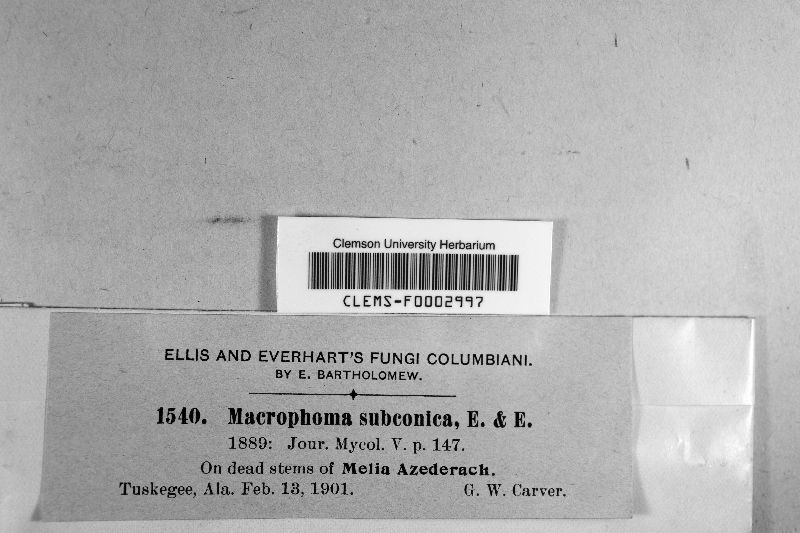 Clemson University Herbarium
CLEMS-F0002997
ELLIS AND EVERHART'S FUNGI COLUMBIANI.
BY E. BARTHOLOMEW.
1540. Macrophoma subconica, E. & E.
1889: Jour. Mycol. V. p. 147.
On dead stems of Melia Azederach.
Tuskegee, Ala. Feb. 13, 1901. G. W. Carver.